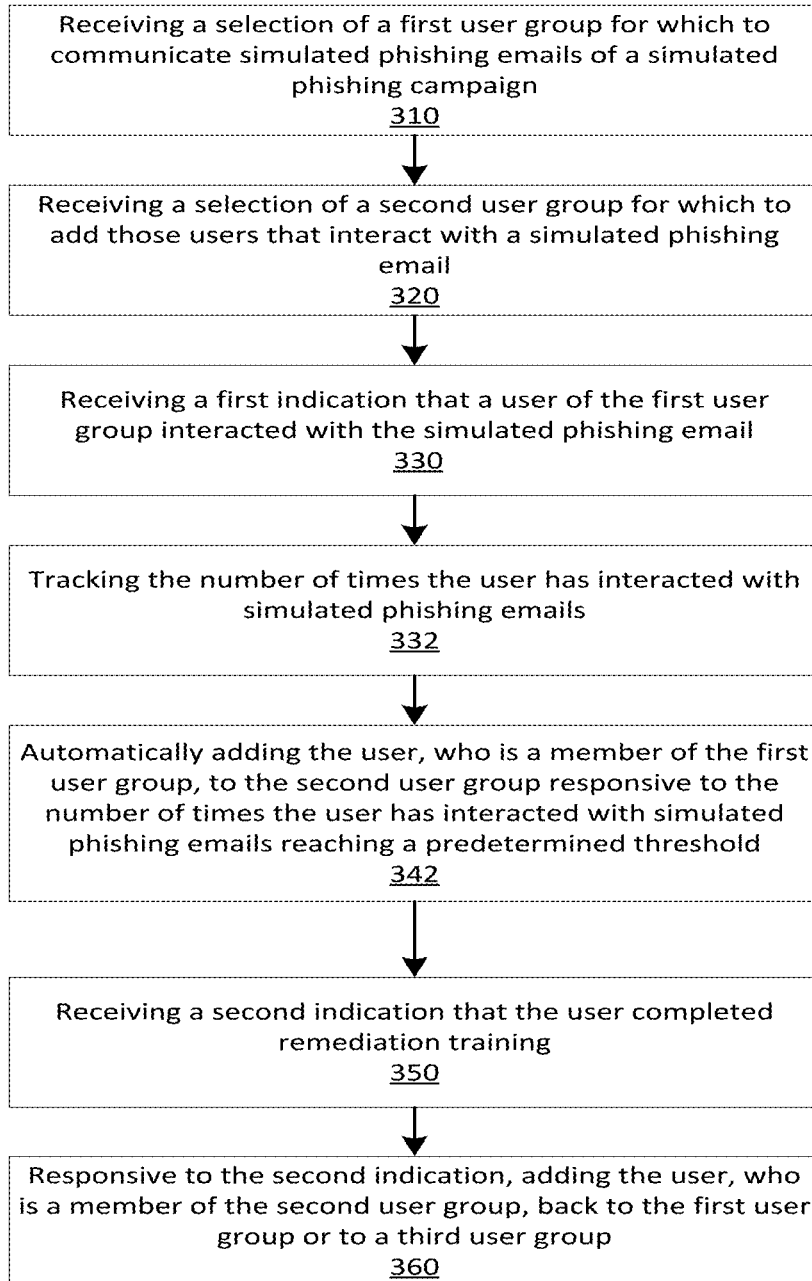 Receiving a selection of a first user group for which to
communicate simulated phishing emails of a simulated
phishing campaign
310
Receiving a selection of a second user group for which to
add those users that interact with a simulated phishing
email
320
Receiving a first indication that a user of the first user
group interacted with the simulated phishing email
330
Tracking the number of times the user has interacted with
simulated phishing emails
332
Automatically adding the user, who is a member of the first
user group, to the second user group responsive to the
number of times the user has interacted with simulated
phishing emails reaching a predetermined threshold
342
Receiving a second indication that the user completed
remediation training
350
Responsive to the second indication, adding the user, who
is a member of the second user group, back to the first user
group or to a third user group
360